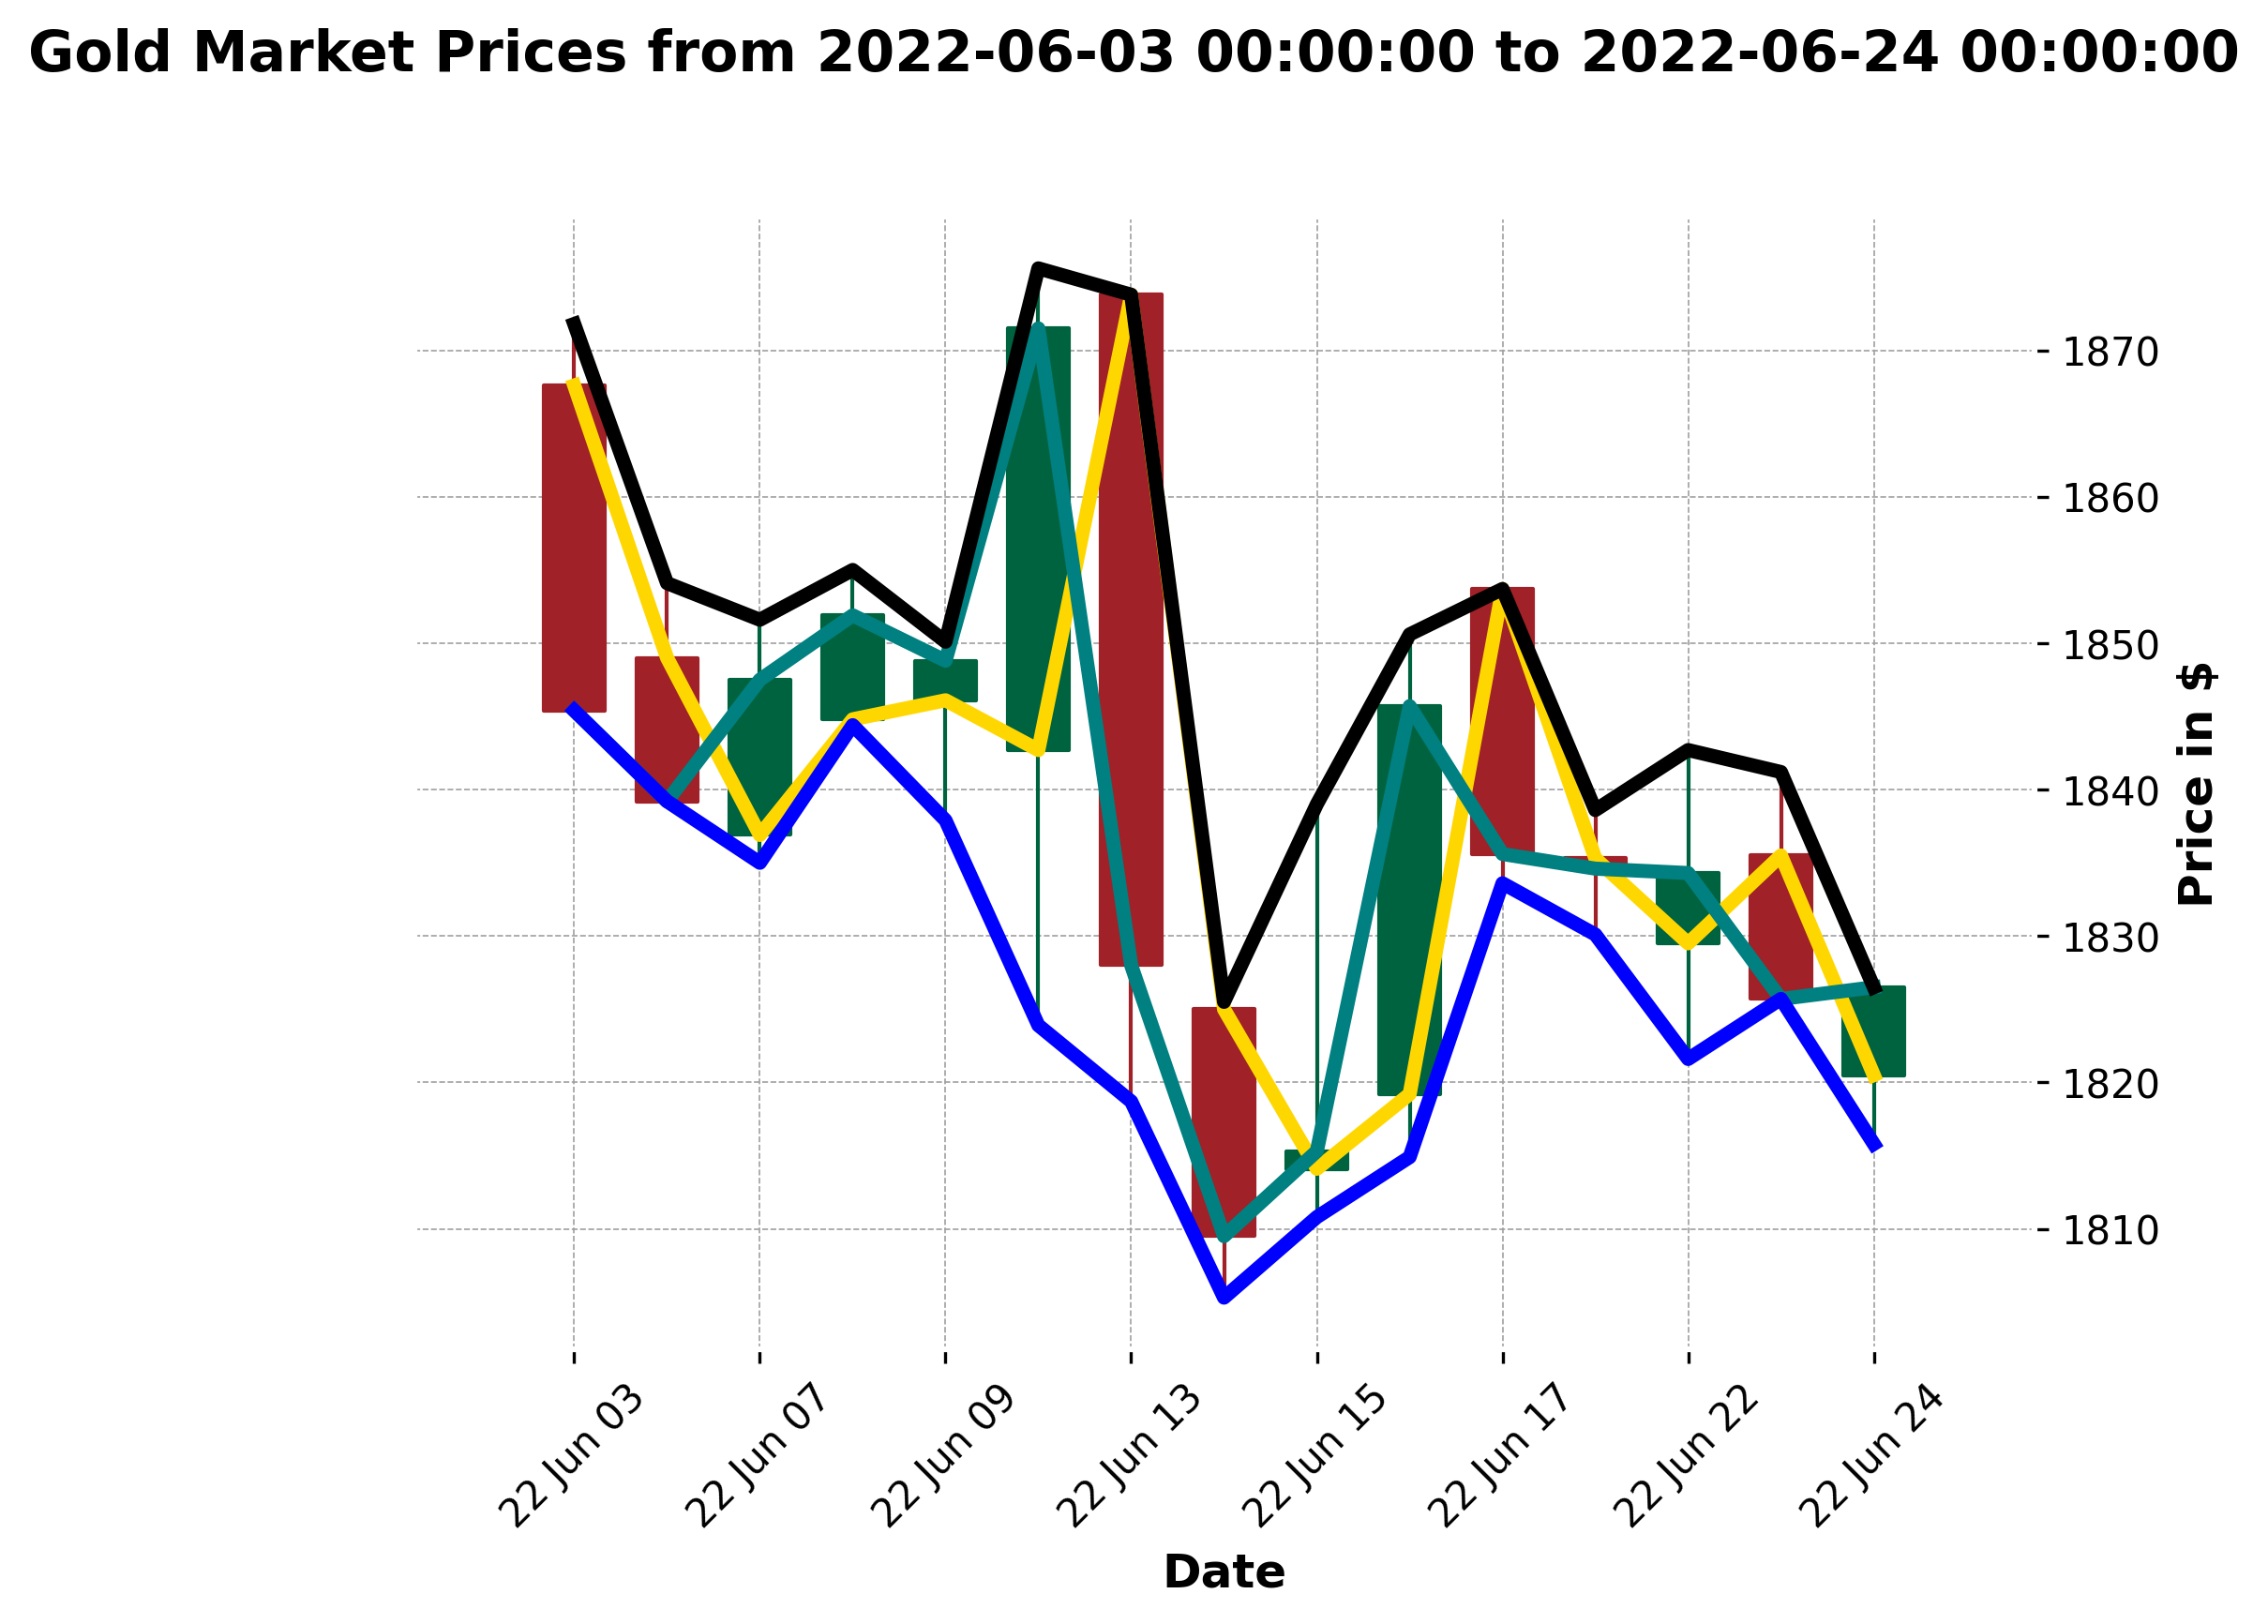 Gold Market Prices from 2022-06-03 00:00:00 to 2022-06-24 00:00:00
1870
1860
1850
1840
1830
1820
1810
Price in $
22 Jun 03
22 Jun 07
22 Jun 09
22 Jun 13
22 Jun 15
22 Jun 17
22 Jun 22
22 Jun 24
Date